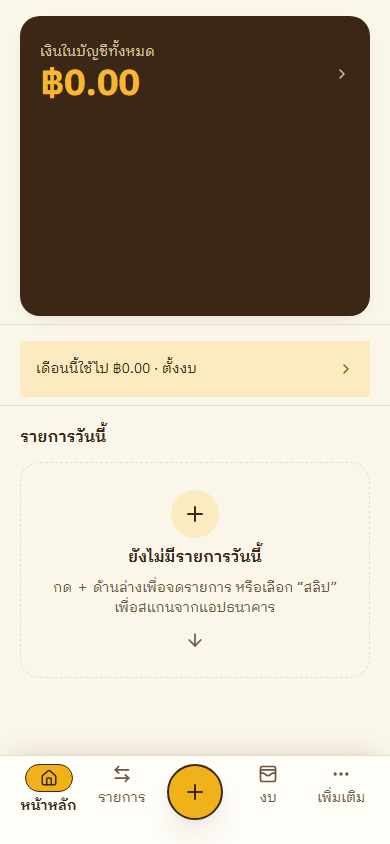 เงินในบัญชีทั้งหมด
฿0.00
เดือนนี้ใช้ไป ฿0.00 · ตั้งงบ
รายการวันนี้
ยังไม่มีรายการวันนี้
กด + ด้านล่างเพื่อจดรายการ หรือเลือก “สลิป”
เพื่อสแกนจากแอปธนาคาร
หน้าหลัก
รายการ
งบ
เพิ่มเติม